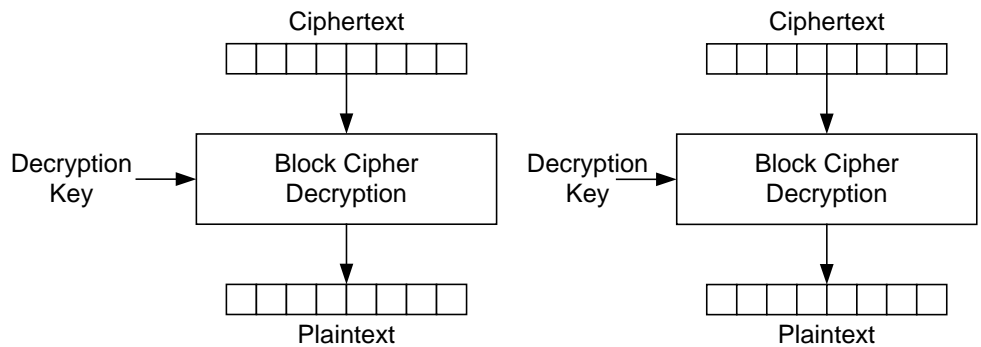 Ciphertext
Ciphertext
Decryption
Key
Block Cipher
Decryption
Decryption
Key
Block Cipher
Decryption
Plaintext
Plaintext